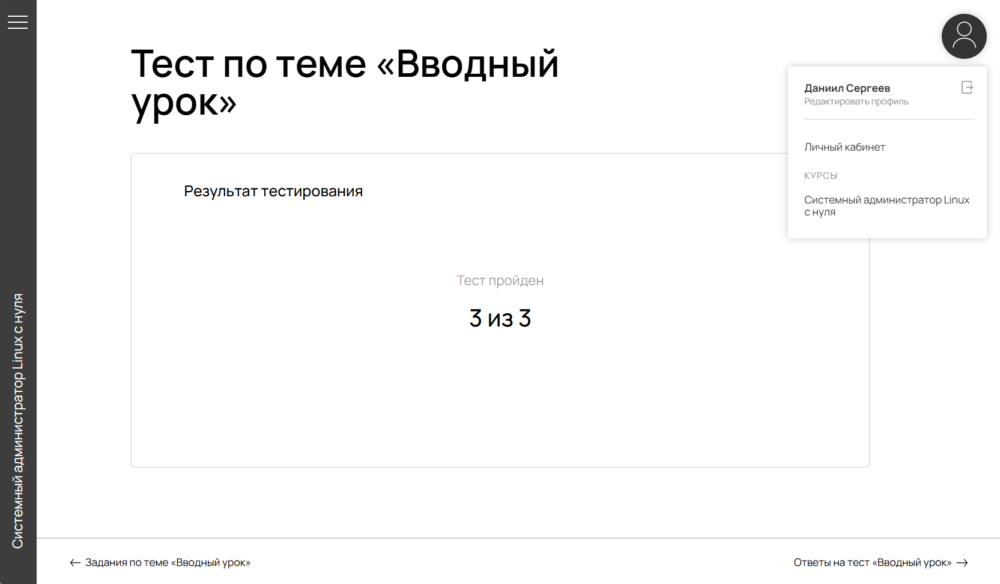 Тест по теме «Вводный
урок»
Даниил Сергеев
Редактировать профиль
Личный кабинет
КУРСЫ
Системный администратор Linux
с нуля
Результат тестирования
Тест пройден
3 из 3
Системный администратор Linux с нуля
Задания по теме «Вводный урок»
Ответы на тест «Вводный урок»